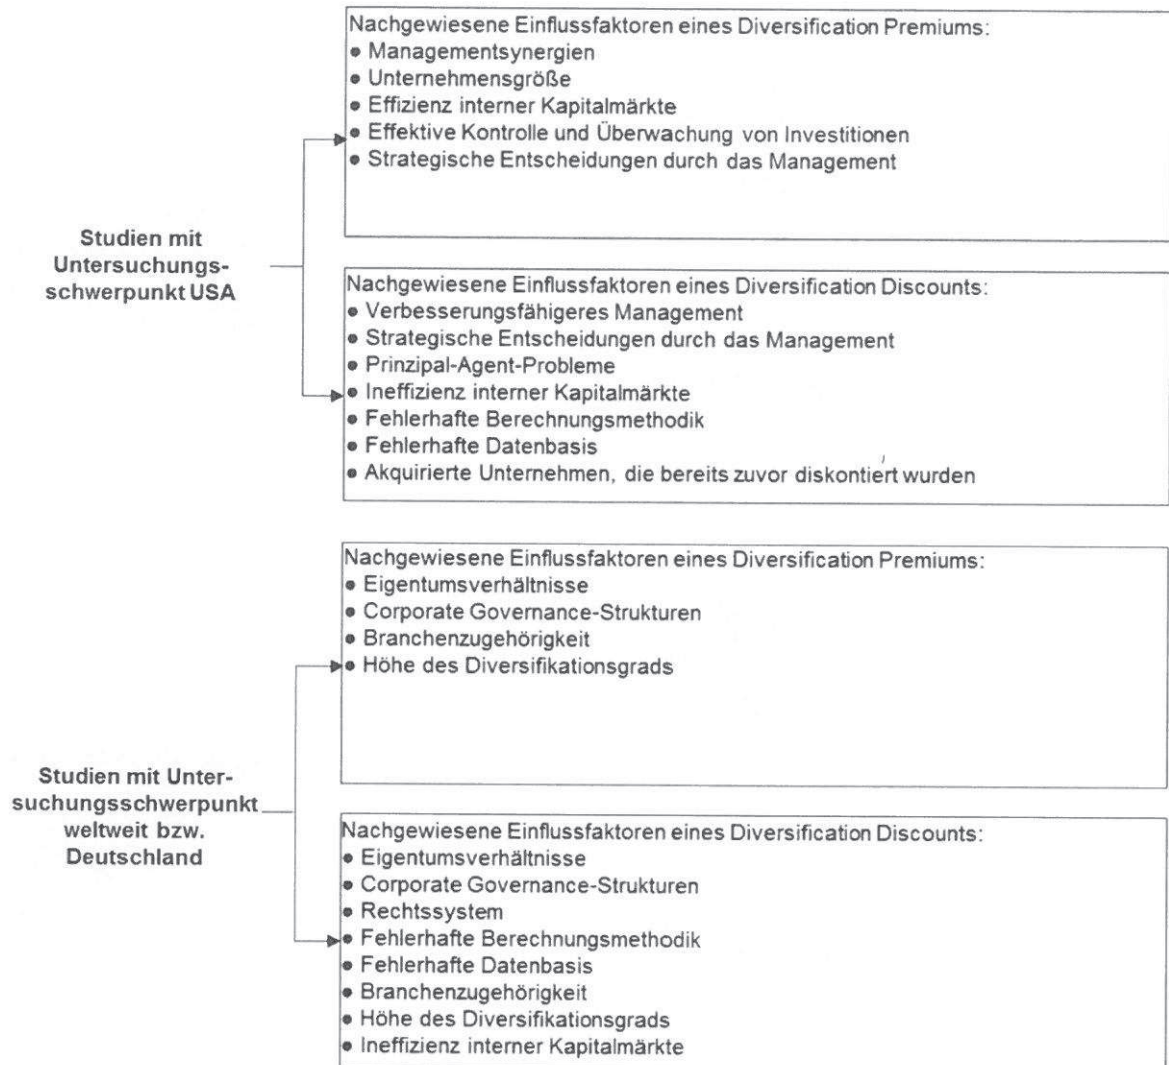 Nachgewiesene Einflussfaktoren eines Diversification Premiums:
• Managementsynergien
• Unternehmensgröße
• Effizienz interner Kapitalmärkte
• Effektive Kontrolle und Überwachung von Investitionen
• Strategische Entscheidungen durch das Management
Studien mit
Untersuchungs-
schwerpunkt USA
Nachgewiesene Einflussfaktoren eines Diversification Discounts:
• Verbesserungsfähigeres Management
• Strategische Entscheidungen durch das Management
• Prinzipal-Agent-Probleme
• Ineffizienz interner Kapitalmärkte
• Fehlerhafte Berechnungsmethodik
• Fehlerhafte Datenbasis
• Akquirierte Unternehmen, die bereits zuvor diskontiert wurden
Nachgewiesene Einflussfaktoren eines Diversification Premiums:
• Eigentumsverhältnisse
• Corporate Governance-Strukturen
• Branchenzugehörigkeit
• Höhe des Diversifikationsgrads
Studien mit Unter-
suchungsschwerpunkt
weltweit bzw.
Deutschland
Nachgewiesene Einflussfaktoren eines Diversification Discounts:
• Eigentumsverhältnisse
• Corporate Governance-Strukturen
• Rechtssystem
• Fehlerhafte Berechnungsmethodik
• Fehlerhafte Datenbasis
• Branchenzugehörigkeit
• Höhe des Diversifikationsgrads
• Ineffizienz interner Kapitalmärkte